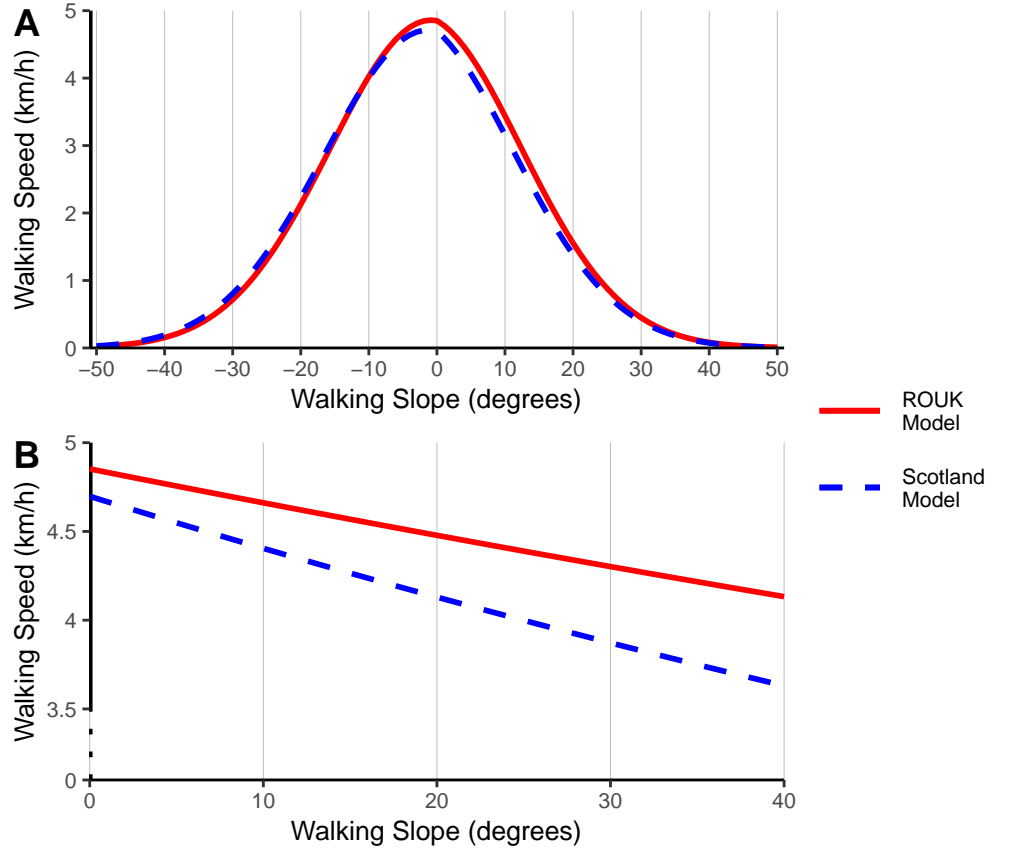 A
Walking Speed (km/h)
5
4
3
2
1
0
−50 −40 −30 −20 −10 0 10 20 30 40 50
Walking Slope (degrees)
ROUK
Model
Scotland
Model
B
Walking Speed (km/h)
5
4.5
4
3.5
0
0 10 20 30 40
Walking Slope (degrees)